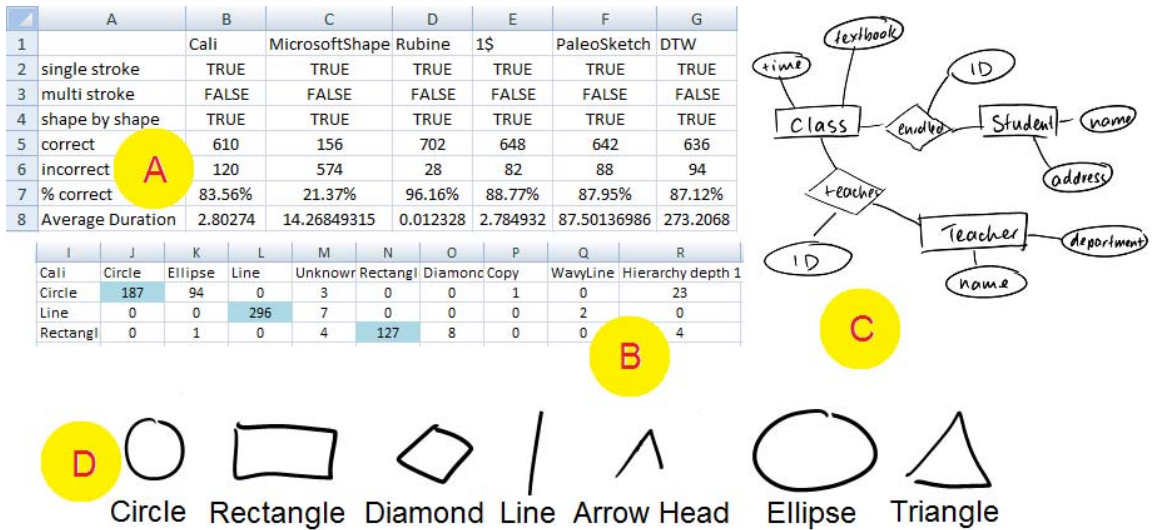 A B C D E F G
1 Cali MicrosoftShape Rubine 1$ PaleoSketch DTW
2 single stroke TRUE TRUE TRUE TRUE TRUE TRUE
3 multi stroke FALSE FALSE FALSE FALSE FALSE FALSE
4 shape by shape TRUE TRUE TRUE TRUE TRUE TRUE
5 correct 610 156 702 648 642 636
6 incorrect 120 574 28 82 88 94
7 % correct 83.56% 21.37% 96.16% 88.77% 87.95% 87.12%
8 Average Duration 2.80274 14.26849315 0.012328 2.784932 87.50136986 273.2068
A
I J K L M N O P Q R
Cali Circle Ellipse Line Unknowr Rectangl Diamonc Copy WavyLine Hierarchy depth 1
Circle 187 94 0 3 0 0 1 0 23
Line 0 0 296 7 0 0 0 2 0
Rectangl 0 1 0 4 127 8 0 0 4
B
textbook
time
ID
Class
enrolled
Student
name
address
teaches
Teacher
department
ID
name
C
D
Circle Rectangle Diamond Line Arrow Head Ellipse Triangle